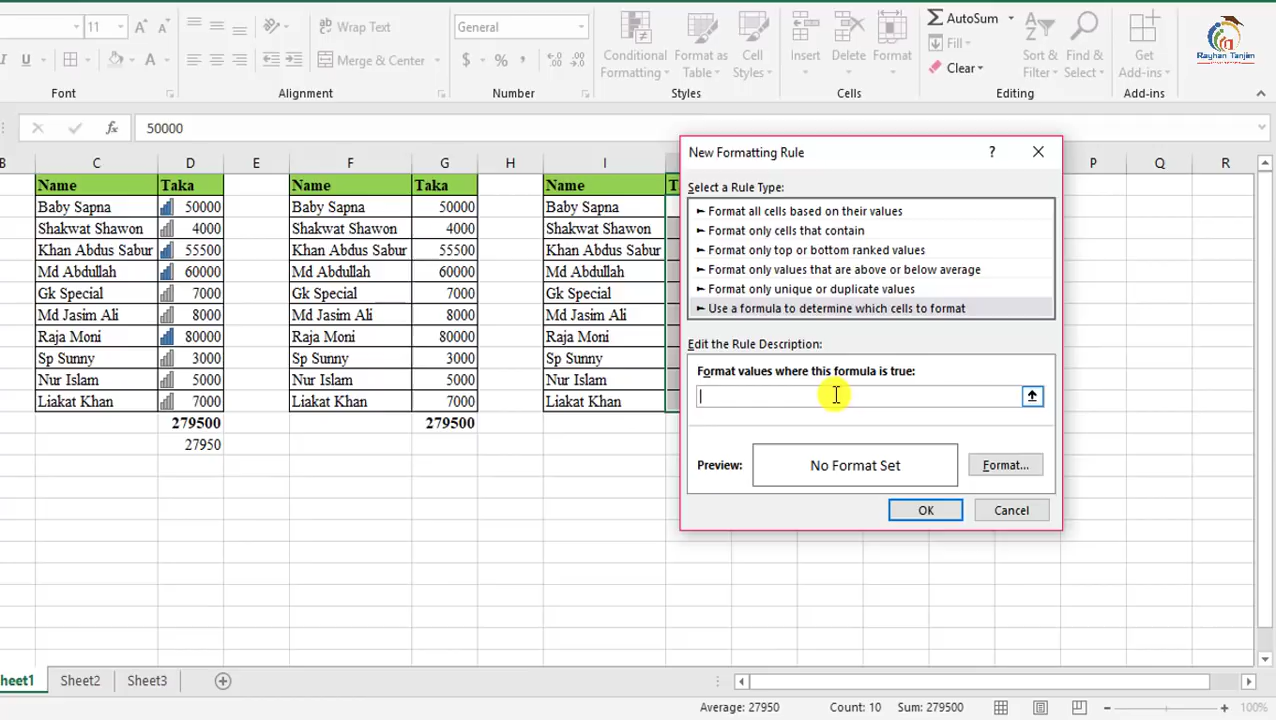 11 A A Wrap Text General AutoSum
I U A Merge & Center $ % Conditional Formatting Format as Table Cell Styles Insert Delete Format Fill Clear Sort & Filter Find & Select Get Add-ins
Rayhan Tanjim
Font Alignment Number Styles Cells Editing Add-ins
fx 50000
B C D E F G H I P Q R
Name Taka Name Taka Name T
Baby Sapna 50000 Baby Sapna 50000 Baby Sapna
Shakwat Shawon 4000 Shakwat Shawon 4000 Shakwat Shawon
Khan Abdus Sabur 55500 Khan Abdus Sabur 55500 Khan Abdus Sabur
Md Abdullah 60000 Md Abdullah 60000 Md Abdullah
Gk Special 7000 Gk Special 7000 Gk Special
Md Jasim Ali 8000 Md Jasim Ali 8000 Md Jasim Ali
Raja Moni 80000 Raja Moni 80000 Raja Moni
Sp Sunny 3000 Sp Sunny 3000 Sp Sunny
Nur Islam 5000 Nur Islam 5000 Nur Islam
Liakat Khan 7000 Liakat Khan 7000 Liakat Khan
279500 279500
27950
New Formatting Rule ?
Select a Rule Type:
► Format all cells based on their values
► Format only cells that contain
► Format only top or bottom ranked values
► Format only values that are above or below average
► Format only unique or duplicate values
► Use a formula to determine which cells to format
Edit the Rule Description:
Format values where this formula is true:
Preview: No Format Set Format...
OK Cancel
heet1 Sheet2 Sheet3
Average: 27950 Count: 10 Sum: 279500 100%